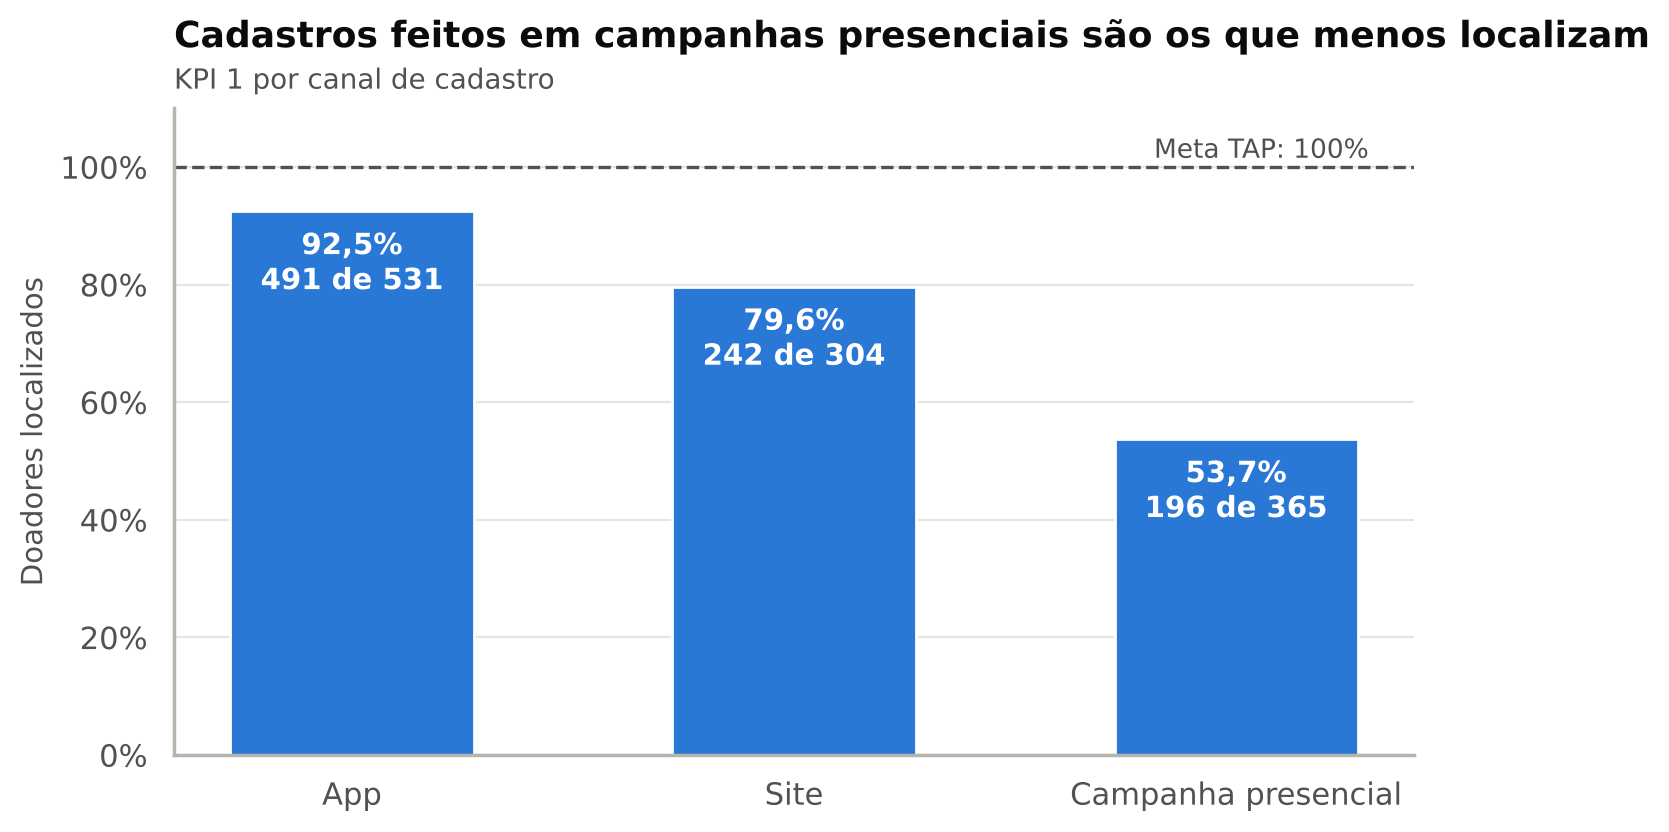 Cadastros feitos em campanhas presenciais são os que menos localizam
KPI 1 por canal de cadastro
Meta TAP: 100%
100%
80%
60%
40%
20%
0%
Doadores localizados
92,5%
491 de 531
79,6%
242 de 304
53,7%
196 de 365
App
Site
Campanha presencial